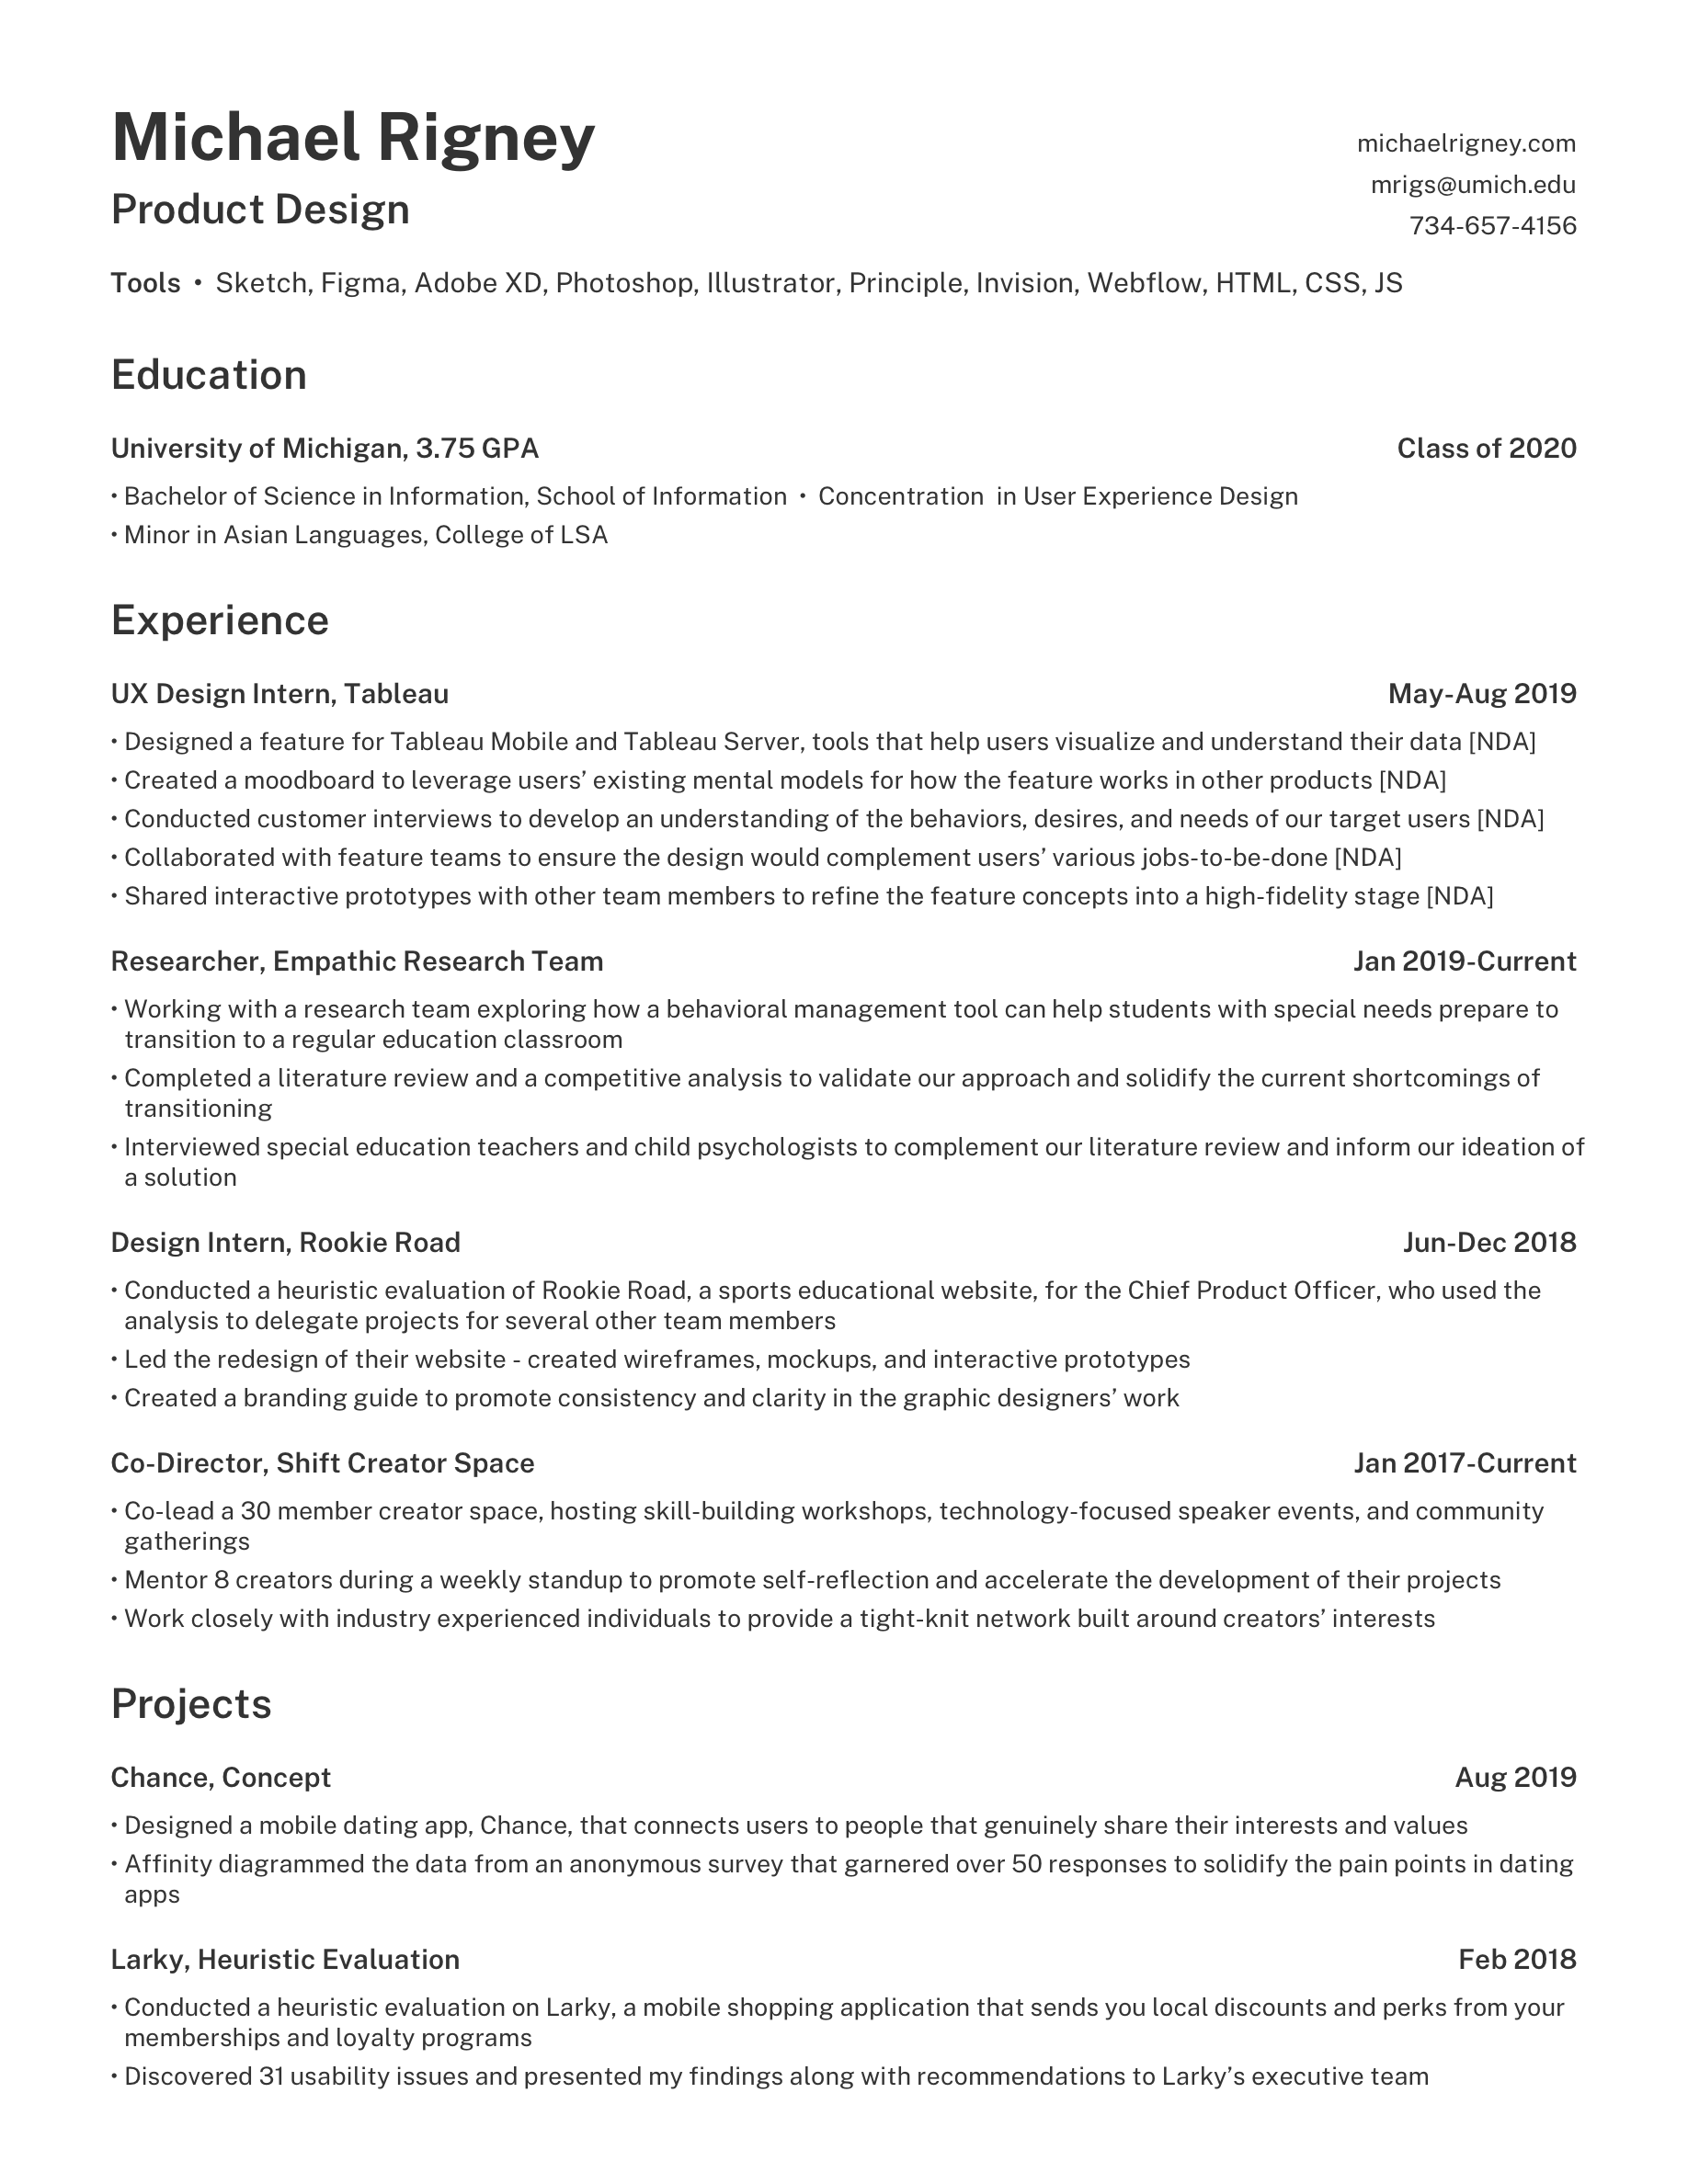 Michael Rigney
Product Design
michaelrigney.com
mrigs@umich.edu
734-657-4156
Tools • Sketch, Figma, Adobe XD, Photoshop, Illustrator, Principle, Invision, Webflow, HTML, CSS, JS
Education
University of Michigan, 3.75 GPA Class of 2020
• Bachelor of Science in Information, School of Information • Concentration in User Experience Design
• Minor in Asian Languages, College of LSA
Experience
UX Design Intern, Tableau May-Aug 2019
• Designed a feature for Tableau Mobile and Tableau Server, tools that help users visualize and understand their data [NDA]
• Created a moodboard to leverage users’ existing mental models for how the feature works in other products [NDA]
• Conducted customer interviews to develop an understanding of the behaviors, desires, and needs of our target users [NDA]
• Collaborated with feature teams to ensure the design would complement users’ various jobs-to-be-done [NDA]
• Shared interactive prototypes with other team members to refine the feature concepts into a high-fidelity stage [NDA]
Researcher, Empathic Research Team Jan 2019-Current
• Working with a research team exploring how a behavioral management tool can help students with special needs prepare to
transition to a regular education classroom
• Completed a literature review and a competitive analysis to validate our approach and solidify the current shortcomings of
transitioning
• Interviewed special education teachers and child psychologists to complement our literature review and inform our ideation of
a solution
Design Intern, Rookie Road Jun-Dec 2018
• Conducted a heuristic evaluation of Rookie Road, a sports educational website, for the Chief Product Officer, who used the
analysis to delegate projects for several other team members
• Led the redesign of their website - created wireframes, mockups, and interactive prototypes
• Created a branding guide to promote consistency and clarity in the graphic designers’ work
Co-Director, Shift Creator Space Jan 2017-Current
• Co-lead a 30 member creator space, hosting skill-building workshops, technology-focused speaker events, and community
gatherings
• Mentor 8 creators during a weekly standup to promote self-reflection and accelerate the development of their projects
• Work closely with industry experienced individuals to provide a tight-knit network built around creators’ interests
Projects
Chance, Concept Aug 2019
• Designed a mobile dating app, Chance, that connects users to people that genuinely share their interests and values
• Affinity diagrammed the data from an anonymous survey that garnered over 50 responses to solidify the pain points in dating
apps
Larky, Heuristic Evaluation Feb 2018
• Conducted a heuristic evaluation on Larky, a mobile shopping application that sends you local discounts and perks from your
memberships and loyalty programs
• Discovered 31 usability issues and presented my findings along with recommendations to Larky’s executive team